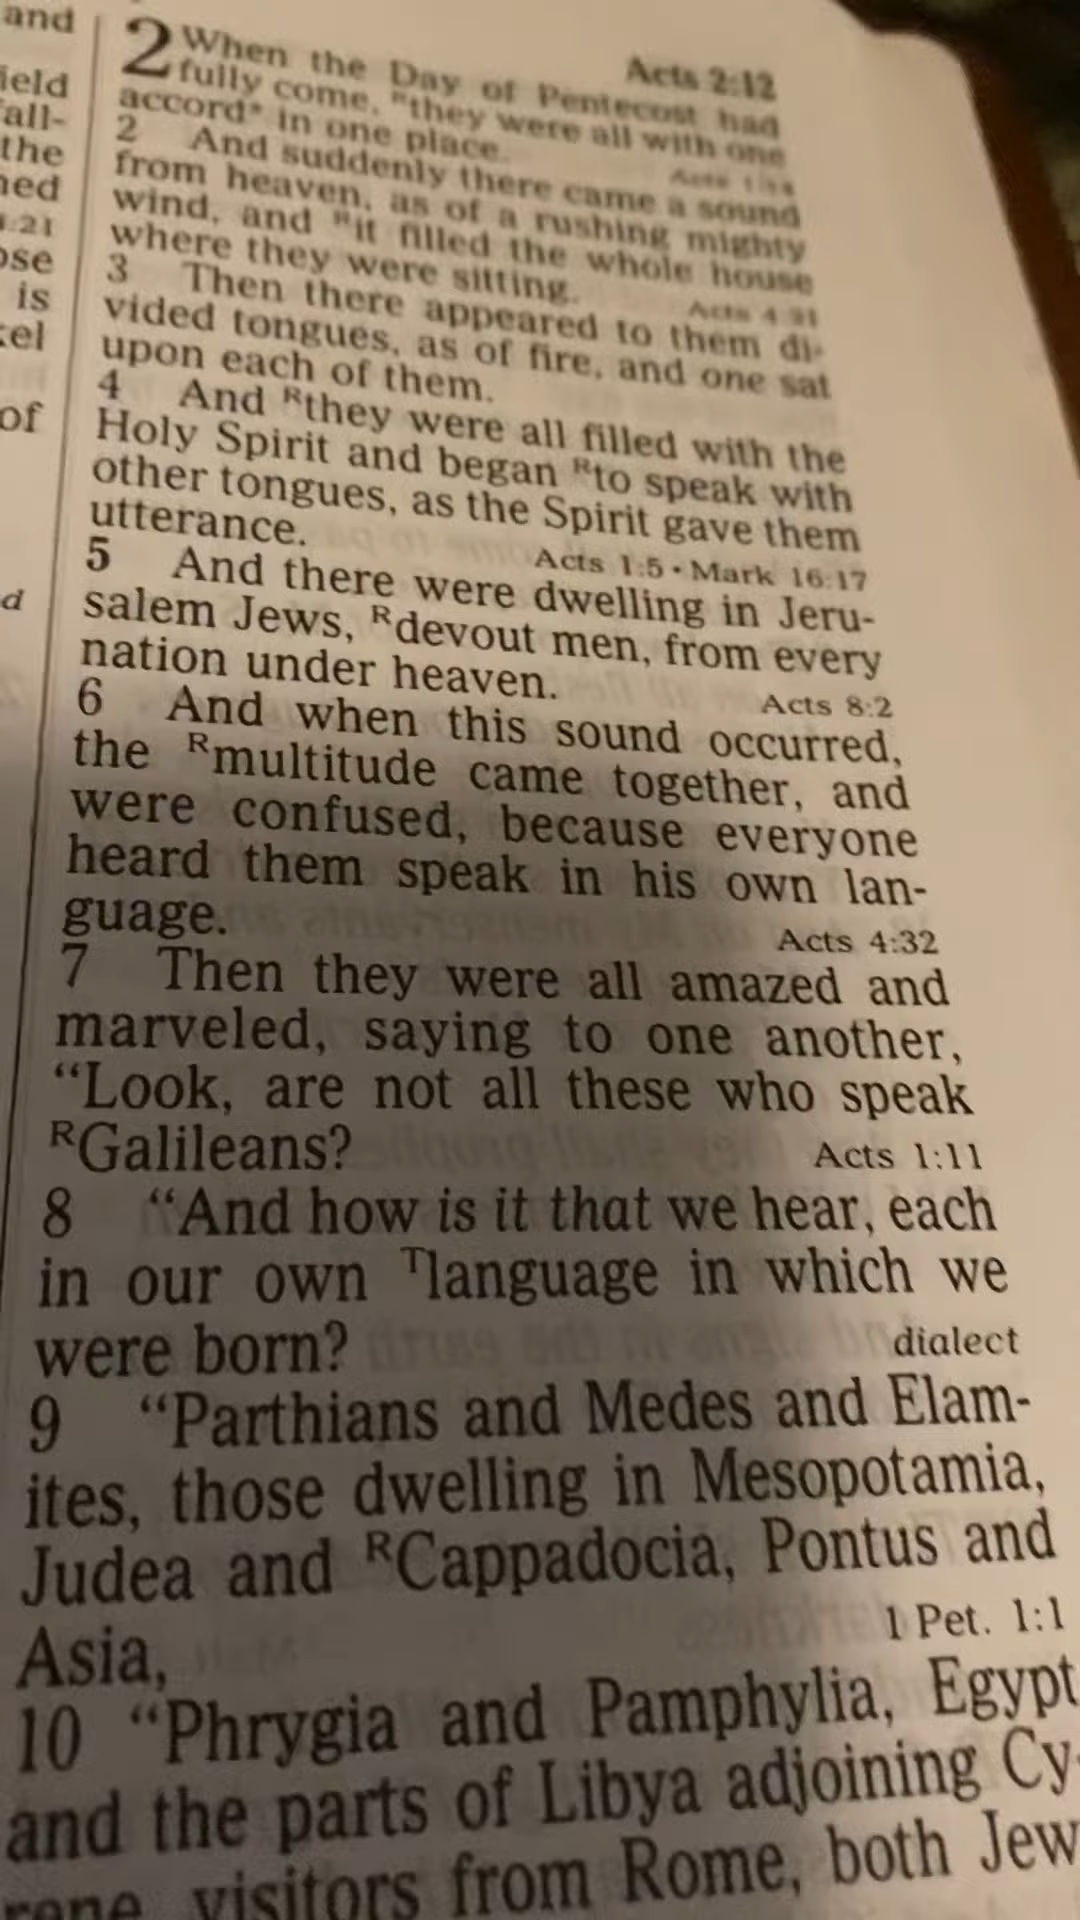 and
ield
all-
the
ned
:21
ose
is
kel
of
d
Acts 2:12
2 When the Day of Pentecost had
fully come, Rthey were all with one
accord* in one place.
Acts 1:14
2 And suddenly there came a sound
from heaven, as of a rushing mighty
wind, and Rit filled the whole house
where they were sitting.
Acts 4:31
3 Then there appeared to them di-
vided tongues, as of fire, and one sat
upon each of them.
4 And Rthey were all filled with the
Holy Spirit and began Rto speak with
other tongues, as the Spirit gave them
utterance.
Acts 1:5 • Mark 16:17
5 And there were dwelling in Jeru-
salem Jews, Rdevout men, from every
nation under heaven.
Acts 8:2
6 And when this sound occurred,
the Rmultitude came together, and
were confused, because everyone
heard them speak in his own lan-
guage.
Acts 4:32
7 Then they were all amazed and
marveled, saying to one another,
“Look, are not all these who speak
RGalileans?
Acts 1:11
8 “And how is it that we hear, each
in our own Tlanguage in which we
were born?
dialect
9 “Parthians and Medes and Elam-
ites, those dwelling in Mesopotamia,
Judea and RCappadocia, Pontus and
Asia,
1 Pet. 1:1
10 “Phrygia and Pamphylia, Egypt
and the parts of Libya adjoining Cy-
rene, visitors from Rome, both Jew